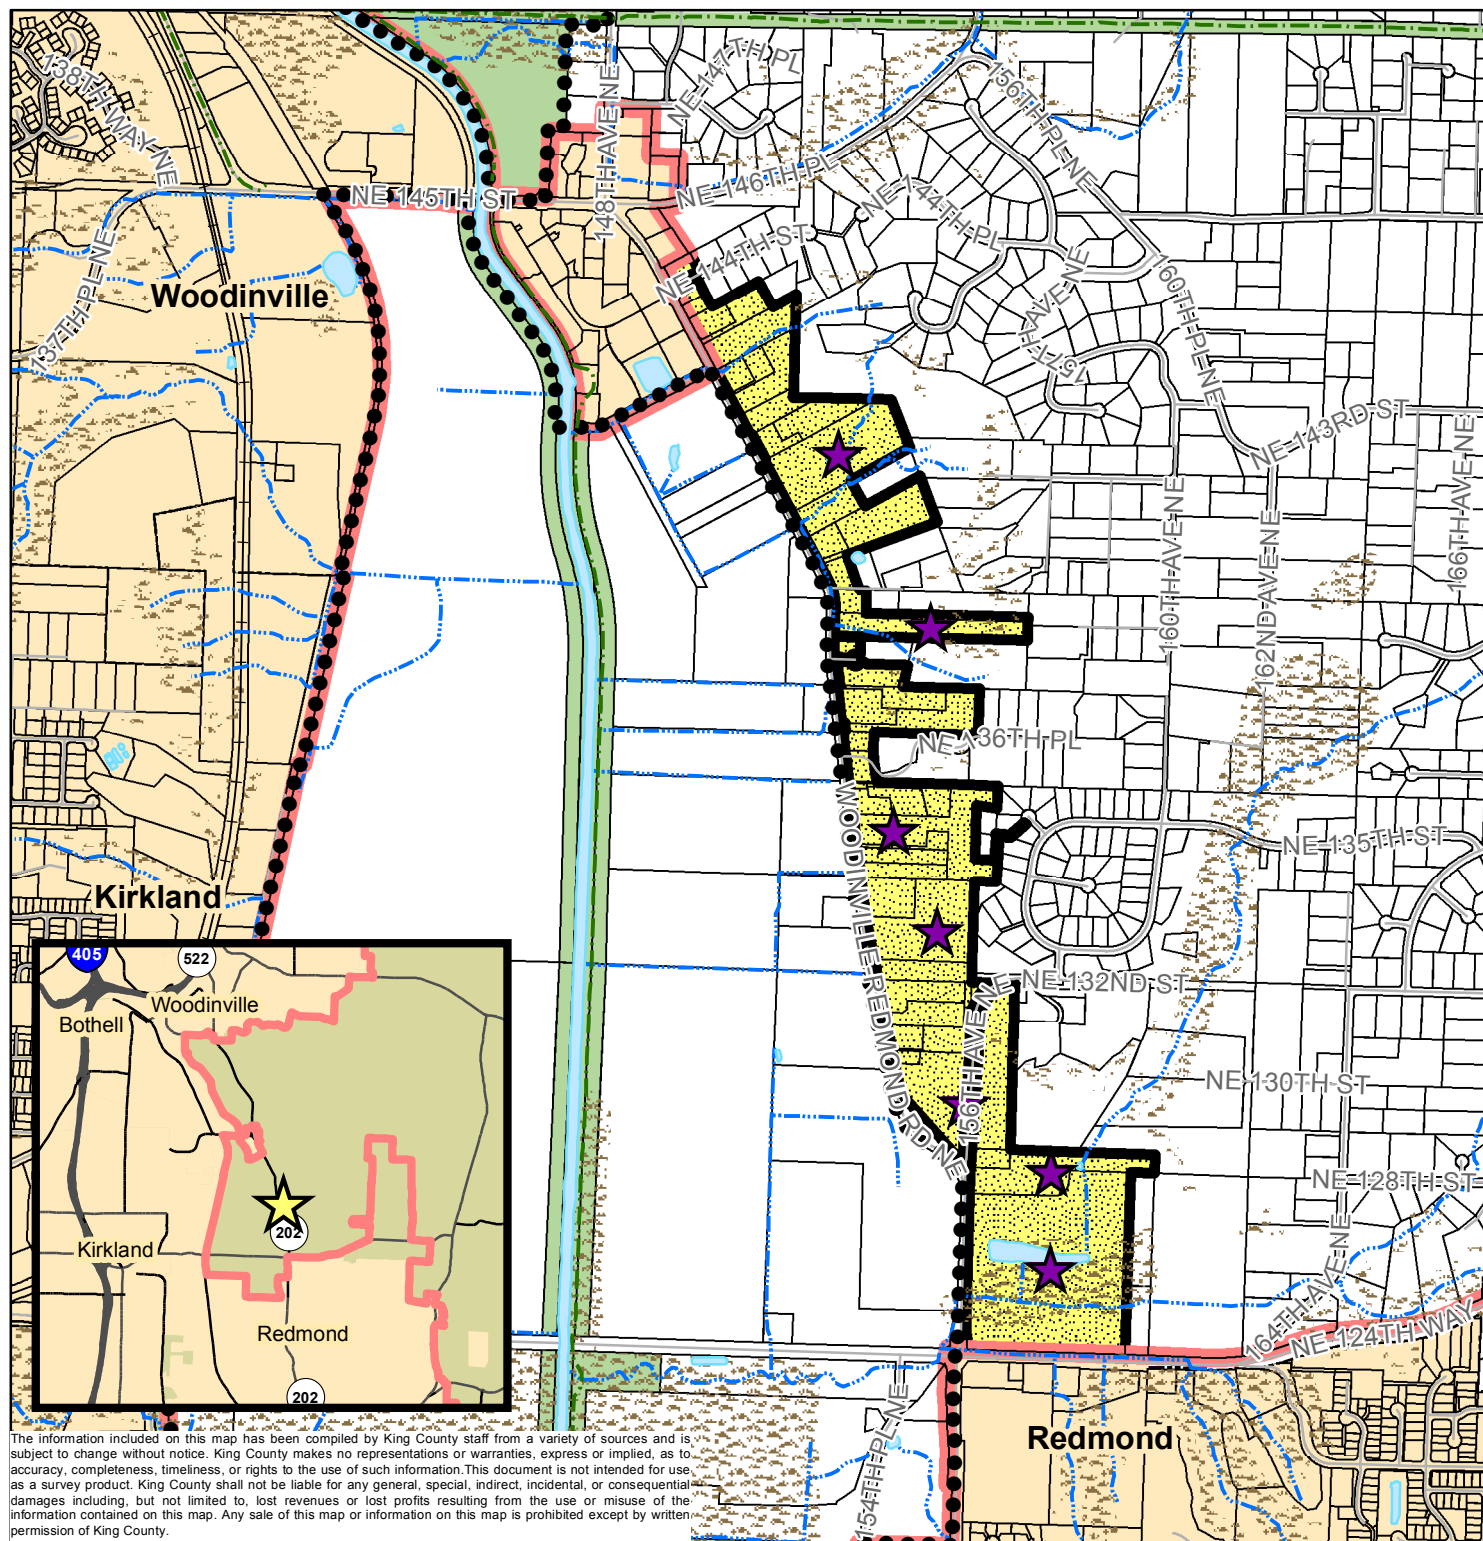 138TH WAY NE
NE 147TH PL
148TH AVE NE
156TH PL NE
NE 146TH PL
NE 145TH ST
NE 144TH PL
NE 144TH ST
137TH PL NE
Woodinville
157TH AVE NE
160TH PL NE
NE 143RD ST
166TH AVE NE
160TH AVE NE
162ND AVE NE
NE 136TH PL
WOODINVILLE-REDMOND RD NE
NE 135TH ST
Kirkland
NE 132ND ST
156TH AVE NE
NE 130TH ST
NE 128TH ST
164TH AVE NE
NE 124TH WAY
154TH PL NE
Redmond
405
522
Woodinville
Bothell
202
Kirkland
Redmond
202
The information included on this map has been compiled by King County staff from a variety of sources and is
subject to change without notice. King County makes no representations or warranties, express or implied, as to
accuracy, completeness, timeliness, or rights to the use of such information.This document is not intended for use
as a survey product. King County shall not be liable for any general, special, indirect, incidental, or consequential
damages including, but not limited to, lost revenues or lost profits resulting from the use or misuse of the
information contained on this map. Any sale of this map or information on this map is prohibited except by written
permission of King County.